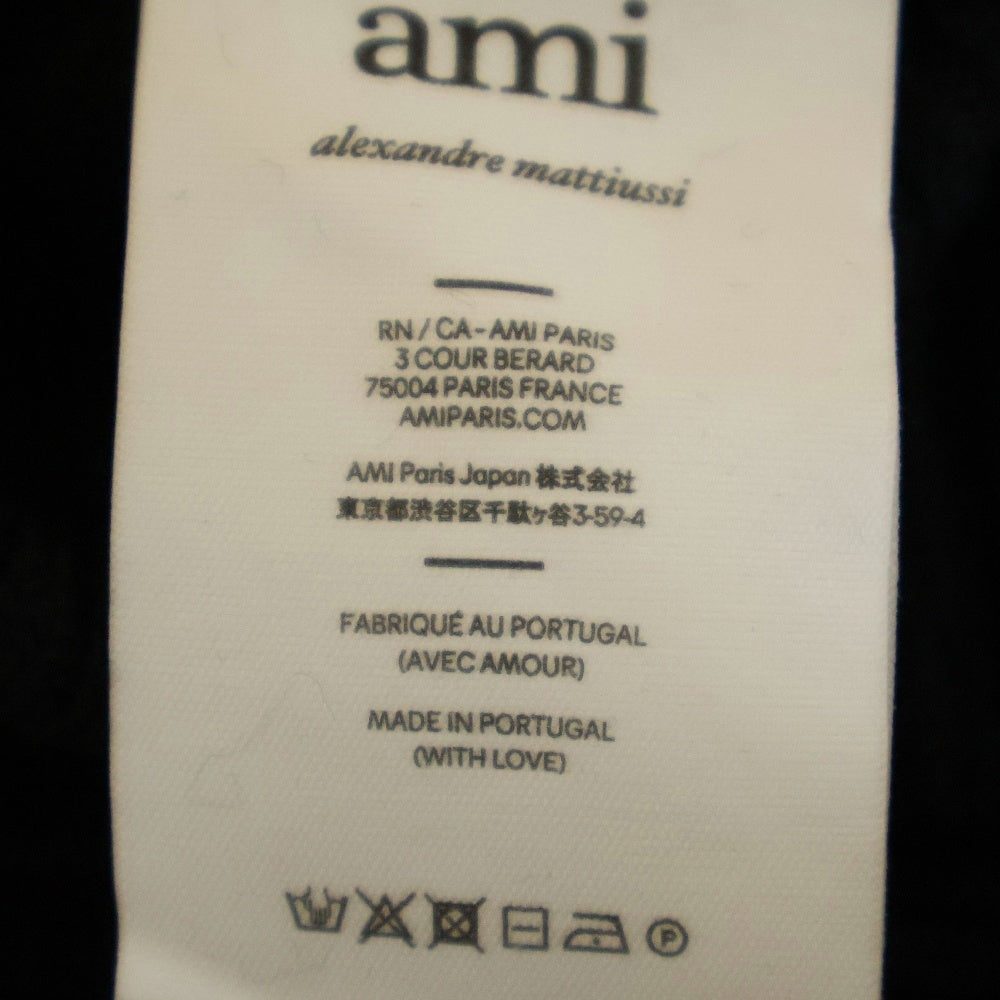 ami
alexandre mattiussi
RN / CA - AMI PARIS
3 COUR BERARD
75004 PARIS FRANCE
AMIPARIS.COM
AMI Paris Japan 株式会社
東京都渋谷区千駄ヶ谷3-59-4
FABRIQUÉ AU PORTUGAL
(AVEC AMOUR)
MADE IN PORTUGAL
(WITH LOVE)
P